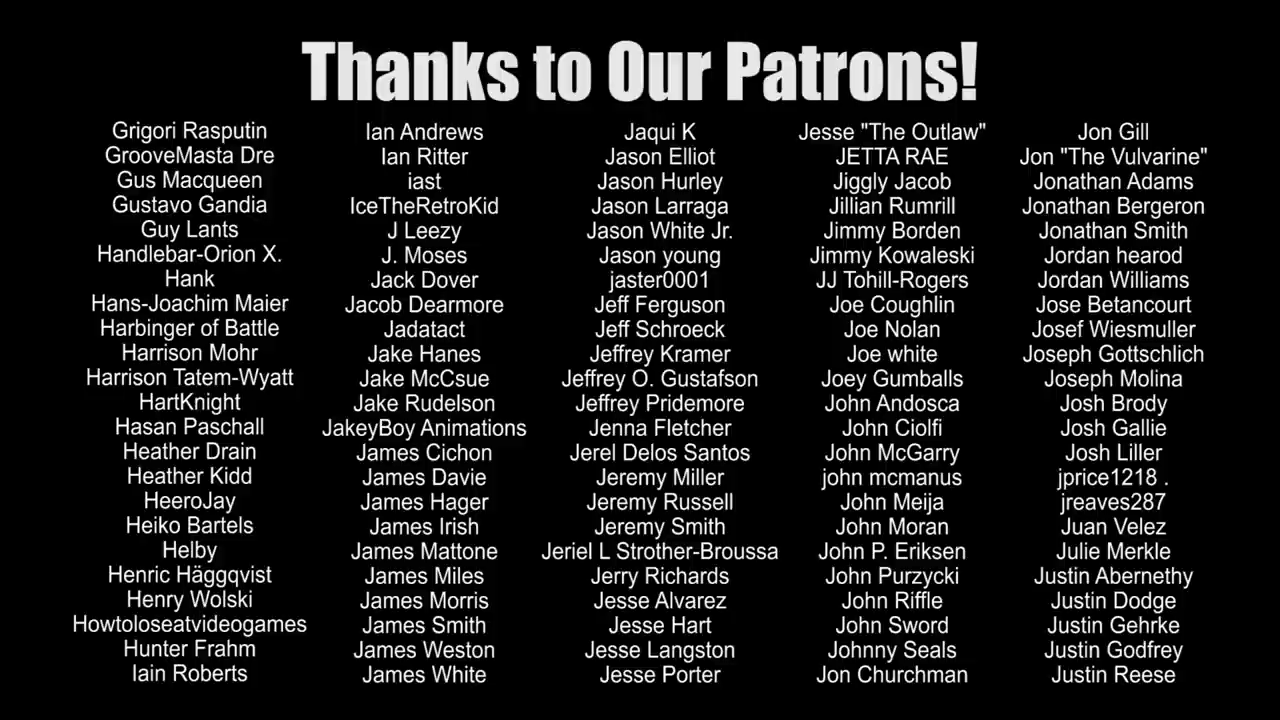 Thanks to Our Patrons!
Grigori Rasputin
GrooveMasta Dre
Gus Macqueen
Gustavo Gandia
Guy Lants
Handlebar-Orion X.
Hank
Hans-Joachim Maier
Harbinger of Battle
Harrison Mohr
Harrison Tatem-Wyatt
HartKnight
Hasan Paschall
Heather Drain
Heather Kidd
HeeroJay
Heiko Bartels
Helby
Henric Häggqvist
Henry Wolski
Howtoloseatvideogames
Hunter Frahm
Iain Roberts
Ian Andrews
Ian Ritter
iast
IceTheRetroKid
J Leezy
J. Moses
Jack Dover
Jacob Dearmore
Jadatact
Jake Hanes
Jake McCsue
Jake Rudelson
JakeyBoy Animations
James Cichon
James Davie
James Hager
James Irish
James Mattone
James Miles
James Morris
James Smith
James Weston
James White
Jaqui K
Jason Elliot
Jason Hurley
Jason Larraga
Jason White Jr.
Jason young
jaster0001
Jeff Ferguson
Jeff Schroeck
Jeffrey Kramer
Jeffrey O. Gustafson
Jeffrey Pridemore
Jenna Fletcher
Jerel Delos Santos
Jeremy Miller
Jeremy Russell
Jeremy Smith
Jeriel L Strother-Broussa
Jerry Richards
Jesse Alvarez
Jesse Hart
Jesse Langston
Jesse Porter
Jesse "The Outlaw"
JETTA RAE
Jiggly Jacob
Jillian Rumrill
Jimmy Borden
Jimmy Kowaleski
JJ Tohill-Rogers
Joe Coughlin
Joe Nolan
Joe white
Joey Gumballs
John Andosca
John Ciolfi
John McGarry
john mcmanus
John Meija
John Moran
John P. Eriksen
John Purzycki
John Riffle
John Sword
Johnny Seals
Jon Churchman
Jon Gill
Jon "The Vulvarine"
Jonathan Adams
Jonathan Bergeron
Jonathan Smith
Jordan hearod
Jordan Williams
Jose Betancourt
Josef Wiesmuller
Joseph Gottschlich
Joseph Molina
Josh Brody
Josh Gallie
Josh Liller
jprice1218 .
jreaves287
Juan Velez
Julie Merkle
Justin Abernethy
Justin Dodge
Justin Gehrke
Justin Godfrey
Justin Reese